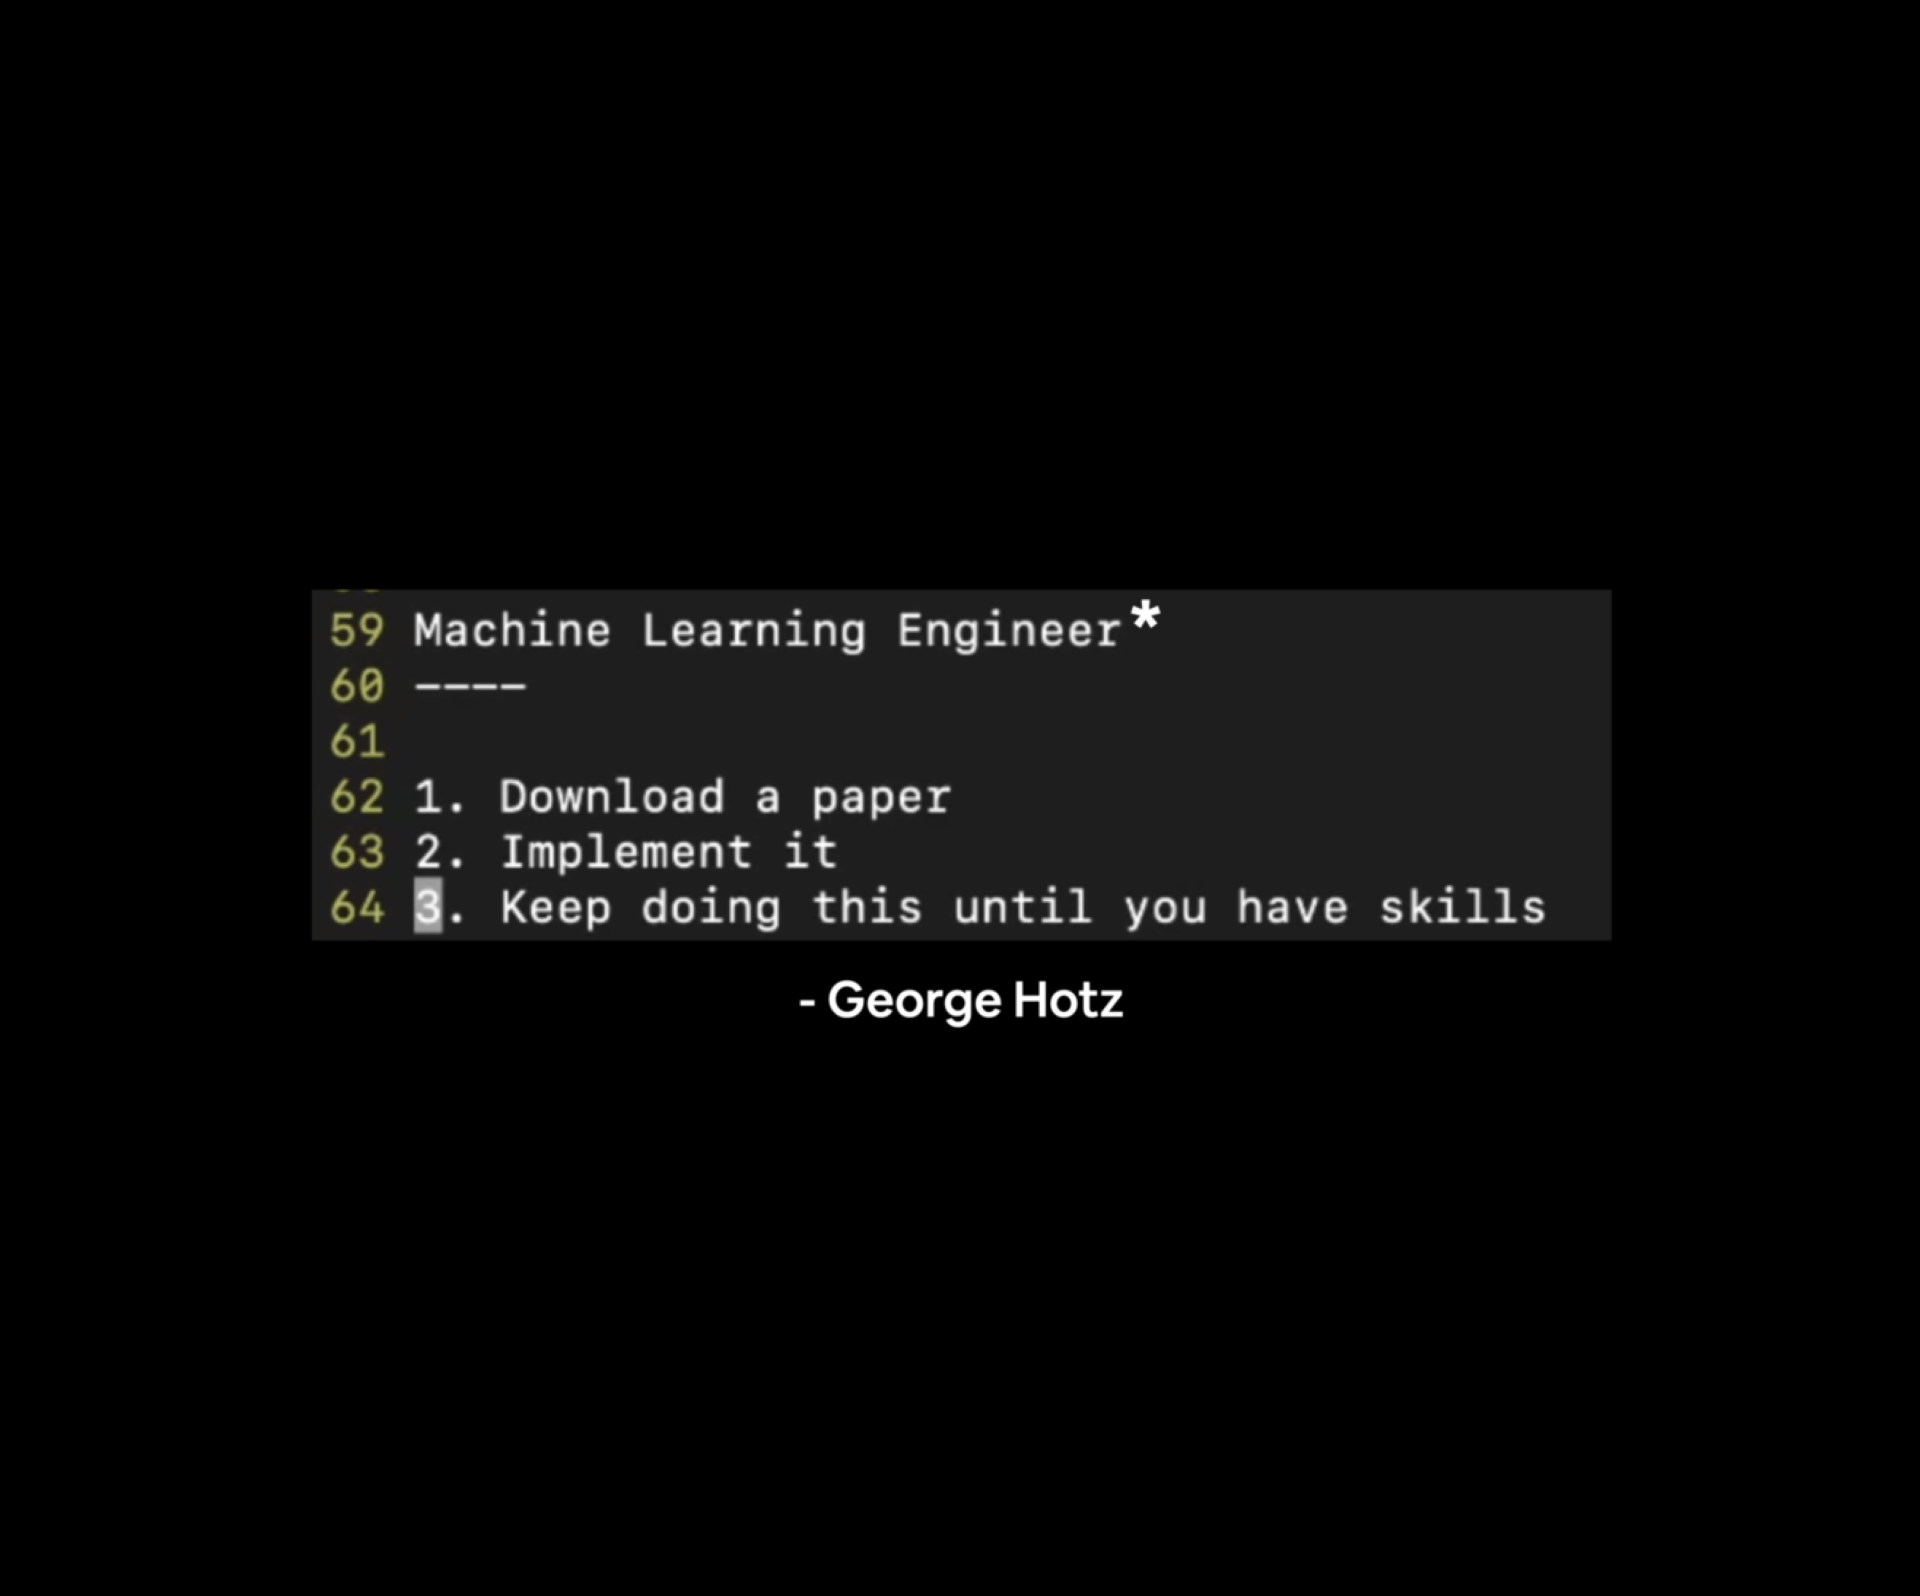 59 Machine Learning Engineer*
60 ----
61
62 1. Download a paper
63 2. Implement it
64 3. Keep doing this until you have skills
- George Hotz